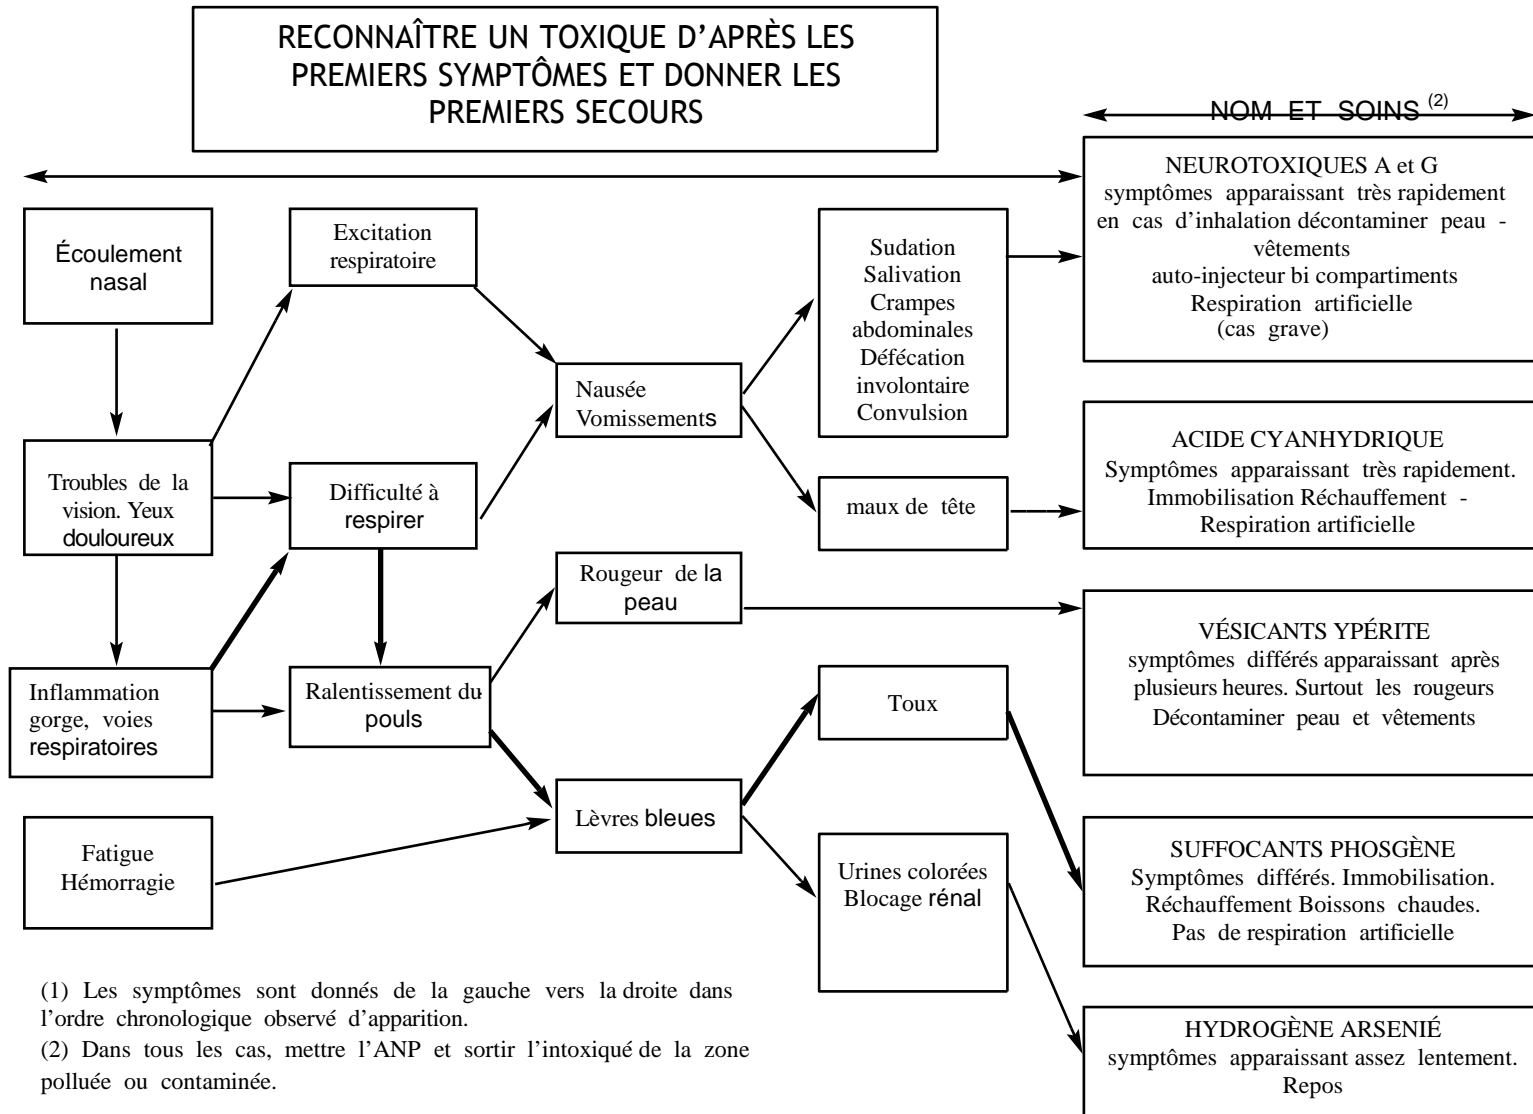 RECONNAÎTRE UN TOXIQUE D’APRÈS LES
PREMIERS SYMPTÔMES ET DONNER LES
PREMIERS SECOURS
NOM ET SOINS (2)
Écoulement
nasal
Troubles de la
vision. Yeux
douloureux
Inflammation
gorge, voies
respiratoires
Fatigue
Hémorragie
Excitation
respiratoire
Difficulté à
respirer
Ralentissement du
pouls
Nausée
Vomissements
Rougeur de la
peau
Lèvres bleues
Sudation
Salivation
Crampes
abdominales
Défécation
involontaire
Convulsion
maux de tête
Toux
Urines colorées
Blocage rénal
NEUROTOXIQUES A et G
symptômes apparaissant très rapidement
en cas d’inhalation décontaminer peau -
vêtements
auto-injecteur bi compartiments
Respiration artificielle
(cas grave)
ACIDE CYANHYDRIQUE
Symptômes apparaissant très rapidement.
Immobilisation Réchauffement -
Respiration artificielle
VÉSICANTS YPÉRITE
symptômes différés apparaissant après
plusieurs heures. Surtout les rougeurs
Décontaminer peau et vêtements
SUFFOCANTS PHOSGÈNE
Symptômes différés. Immobilisation.
Réchauffement Boissons chaudes.
Pas de respiration artificielle
HYDROGÈNE ARSENIÉ
symptômes apparaissant assez lentement.
Repos
(1) Les symptômes sont donnés de la gauche vers la droite dans
l’ordre chronologique observé d’apparition.
(2) Dans tous les cas, mettre l’ANP et sortir l’intoxiqué de la zone
polluée ou contaminée.